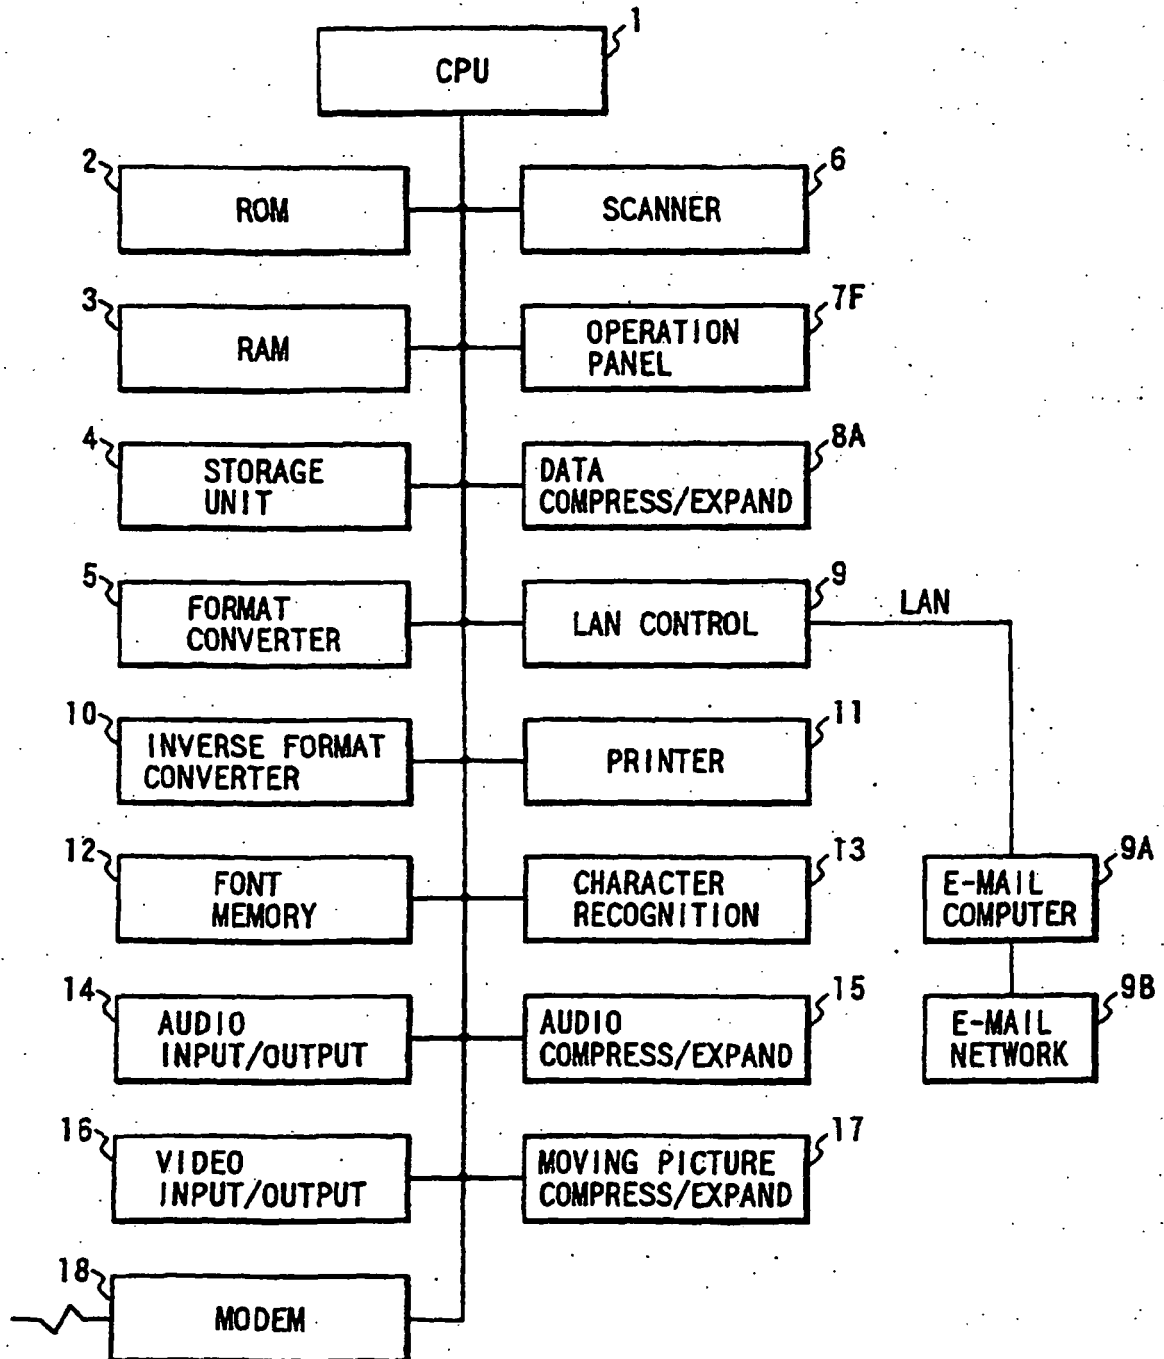 1
CPU
2
ROM
6
SCANNER
3
RAM
7F
OPERATION
PANEL
4
STORAGE
UNIT
8A
DATA
COMPRESS/EXPAND
5
FORMAT
CONVERTER
9
LAN CONTROL
LAN
10
INVERSE FORMAT
CONVERTER
11
PRINTER
12
FONT
MEMORY
13
CHARACTER
RECOGNITION
9A
E-MAIL
COMPUTER
14
AUDIO
INPUT/OUTPUT
15
AUDIO
COMPRESS/EXPAND
9B
E-MAIL
NETWORK
16
VIDEO
INPUT/OUTPUT
17
MOVING PICTURE
COMPRESS/EXPAND
18
MODEM